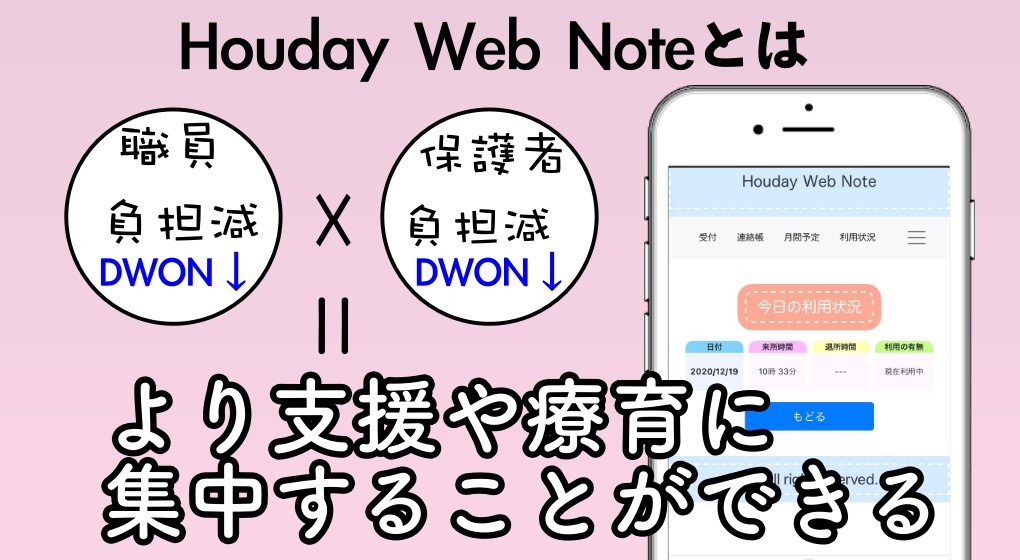 Houday Web Noteとは
職員
負担減
DWON↓
×
保護者
負担減
DWON↓
=
より支援や療育に
集中することができる
Houday Web Note
受付 連絡帳 月間予定 利用状況
今日の利用状況
日付 来所時間 退所時間 利用の有無
2020/12/19 10時 33分 --- 現在利用中
もどる
ll rig erved.